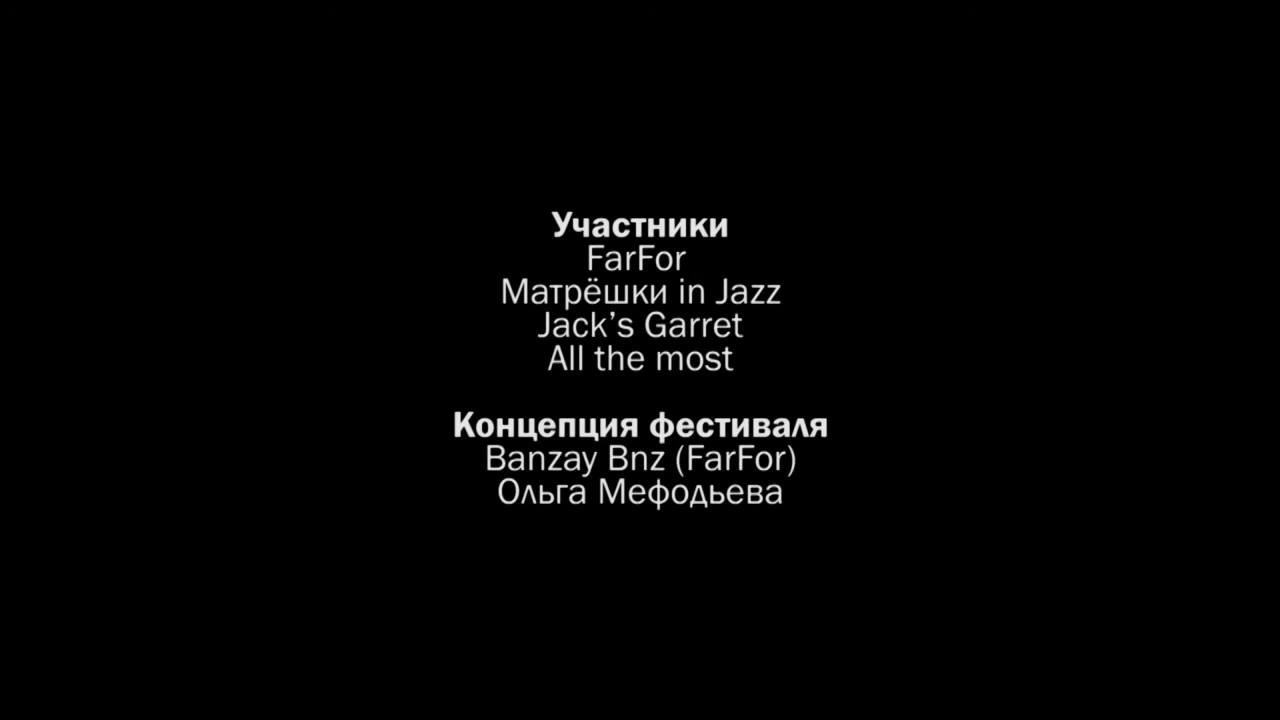 Участники
FarFor
Матрёшки in Jazz
Jack’s Garret
All the most
Концепция фестиваля
Banzay Bnz (FarFor)
Ольга Мефодьева